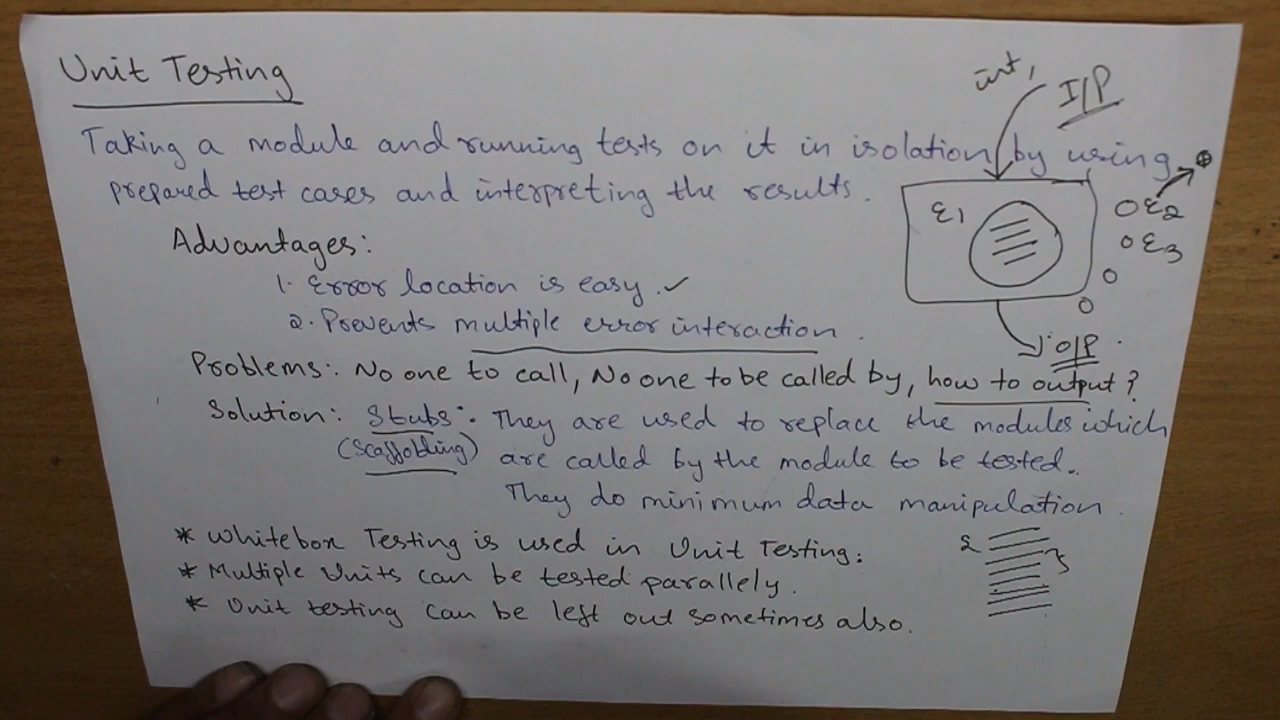 Unit Testing
int, I/P
Taking a module and running tests on it in isolation by using
prepared test cases and interpreting the results.
Ɛ1
Ɛ2
Ɛ3
Advantages:
1. Error location is easy. ✓
2. Prevents multiple error interaction.
O/P
Problems: No one to call, No one to be called by, how to output?
Solution: Stubs: They are used to replace the modules which
(Scaffolding) are called by the module to be tested.
They do minimum data manipulation.
* Whitebox Testing is used in Unit Testing.
* Multiple Units can be tested parallely.
* Unit testing can be left out sometimes also.